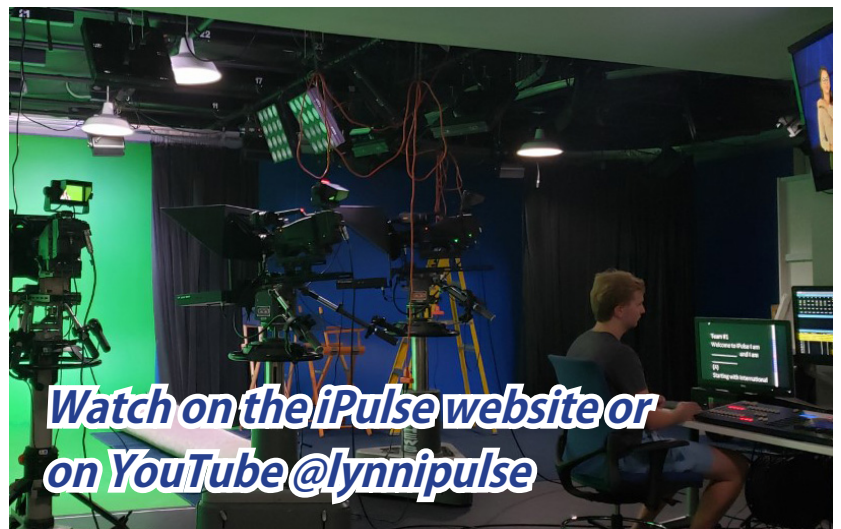 Watch on the iPulse website or
on YouTube @lynnipulse
Team #1
Welcome to iPulse I am
and I am
(A)
Starting with International